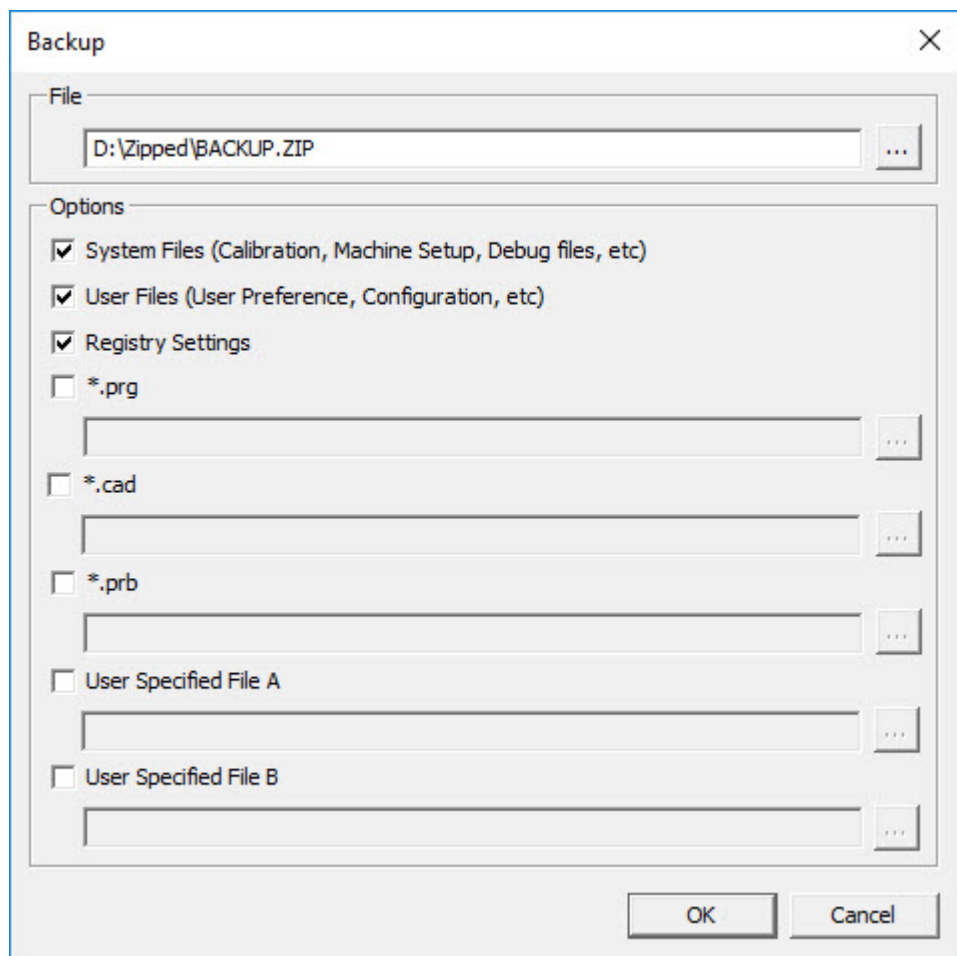 Backup
File
D:\Zipped\BACKUP.ZIP
...
Options
System Files (Calibration, Machine Setup, Debug files, etc)
User Files (User Preference, Configuration, etc)
Registry Settings
*.prg
...
*.cad
...
*.prb
...
User Specified File A
...
User Specified File B
...
OK Cancel